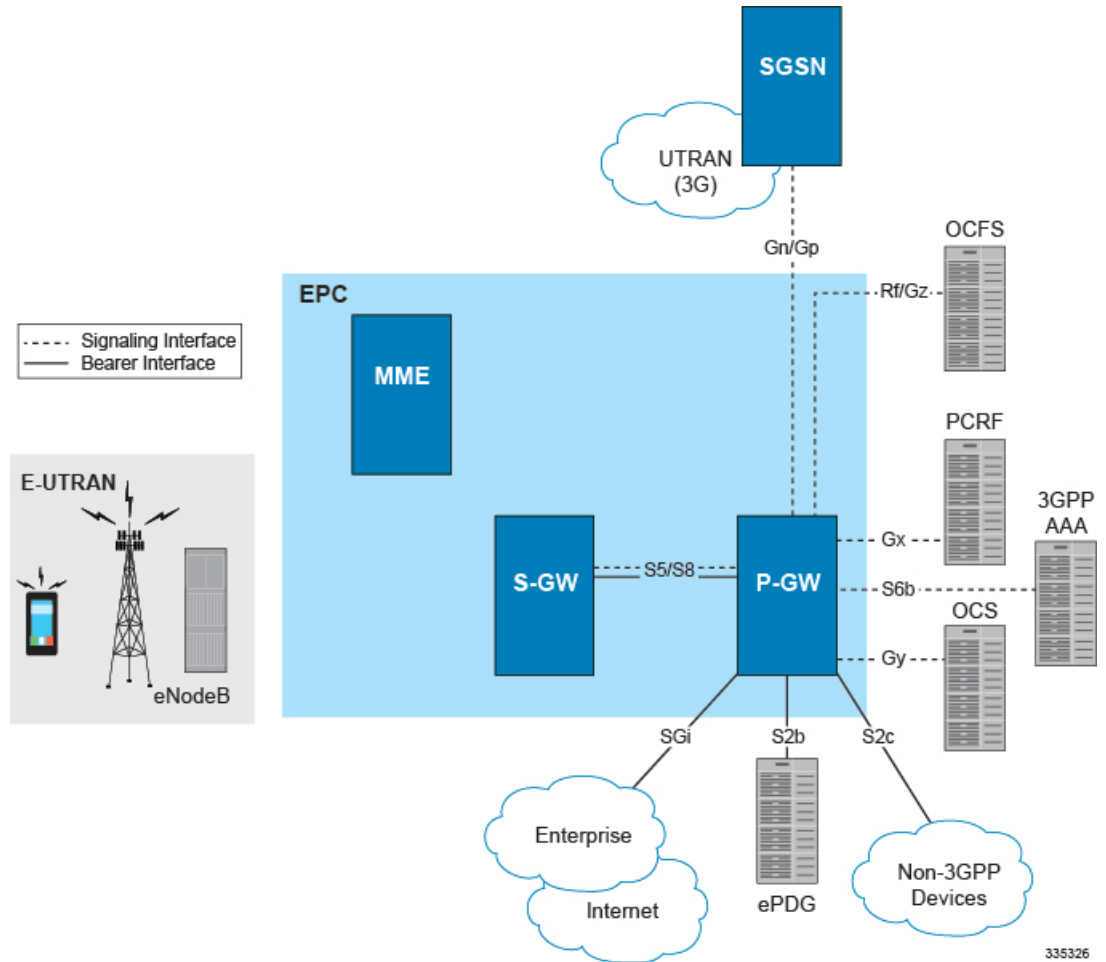 SGSN
UTRAN
(3G)
Gn/Gp
OCFS
Rf/Gz
EPC
Signaling Interface
Bearer Interface
MME
PCRF
E-UTRAN
3GPP
AAA
Gx
S-GW
S5/S8
P-GW
S6b
OCS
Gy
eNodeB
SGi
S2b
S2c
Enterprise
Non-3GPP
Devices
ePDG
Internet
335326